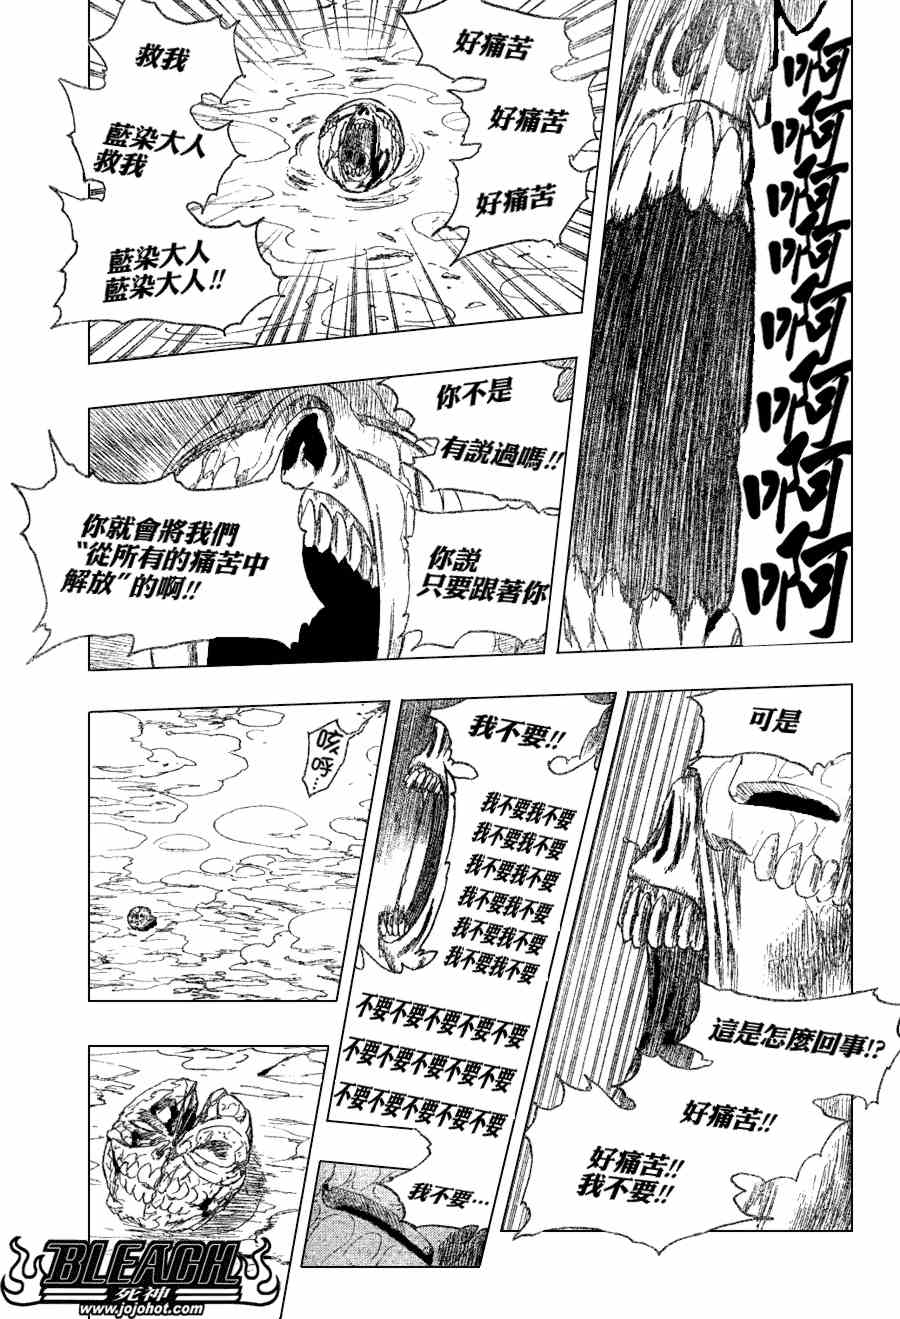 啊
啊
啊
啊
啊
啊
啊
啊
好痛苦
好痛苦
好痛苦
救我
藍染大人
救我
藍染大人
藍染大人!!
你不是
有說過嗎!!
你說
只要跟著你
你就會將我們
“從所有的痛苦中
解放”的啊!!
可是
這是怎麼回事!?
好痛苦!!
好痛苦!!
我不要!!
我不要!!
我不要我不要
我不要我不要
我不要我不要
我不要我不要
我不要我不要
我不要我不要
不要不要不要不要不要
不要不要不要不要不要
不要不要不要不要不要
我不要…
咳
呼…
BLEACH
死神
www.jojohot.com